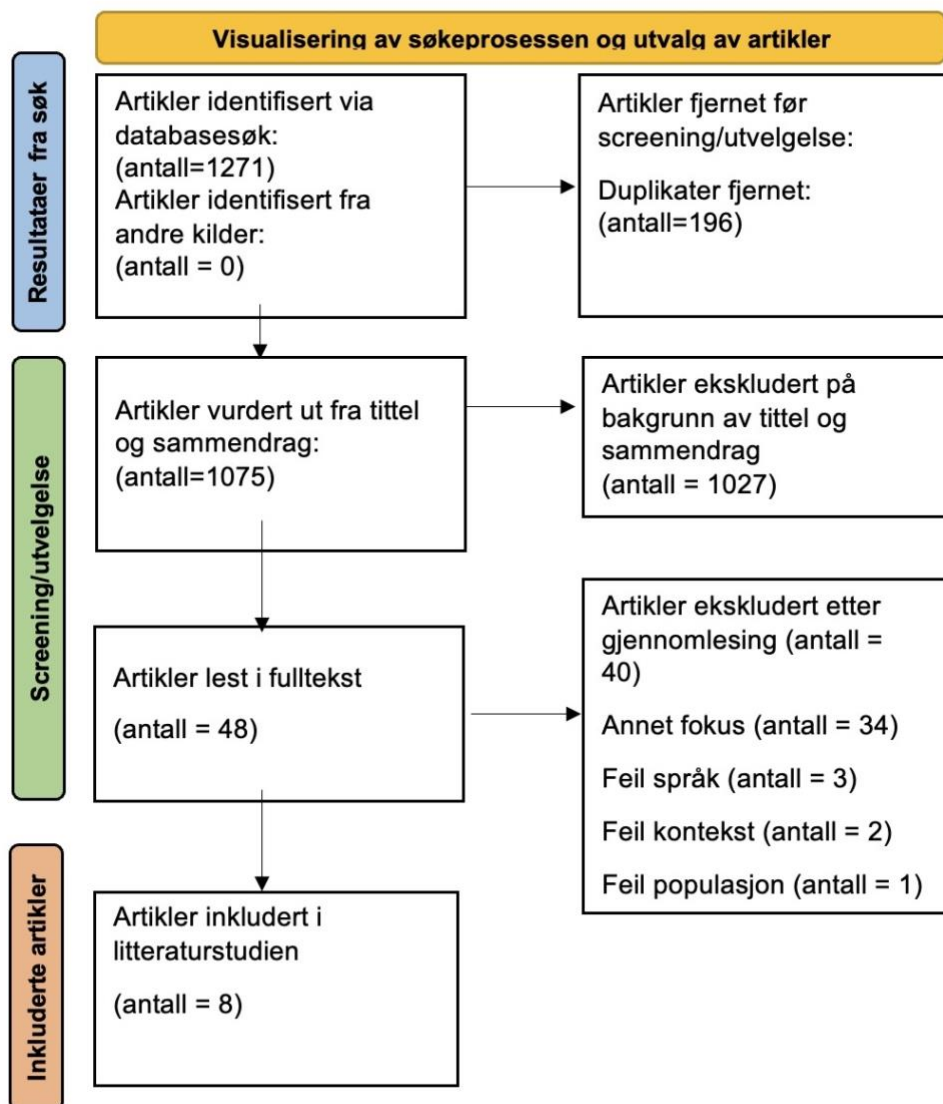 Visualisering av søkeprosessen og utvalg av artikler
Resultataer fra søk
Artikler identifisert via
databasesøk:
(antall=1271)
Artikler identifisert fra
andre kilder:
(antall = 0)
Artikler fjernet før
screening/utvelgelse:
Duplikater fjernet:
(antall=196)
Screening/utvelgelse
Artikler vurdert ut fra tittel
og sammendrag:
(antall=1075)
Artikler ekskludert på
bakgrunn av tittel og
sammendrag
(antall = 1027)
Artikler lest i fulltekst
(antall = 48)
Artikler ekskludert etter
gjennomlesing (antall =
40)
Annet fokus (antall = 34)
Feil språk (antall = 3)
Feil kontekst (antall = 2)
Feil populasjon (antall = 1)
Inkluderte artikler
Artikler inkludert i
litteraturstudien
(antall = 8)